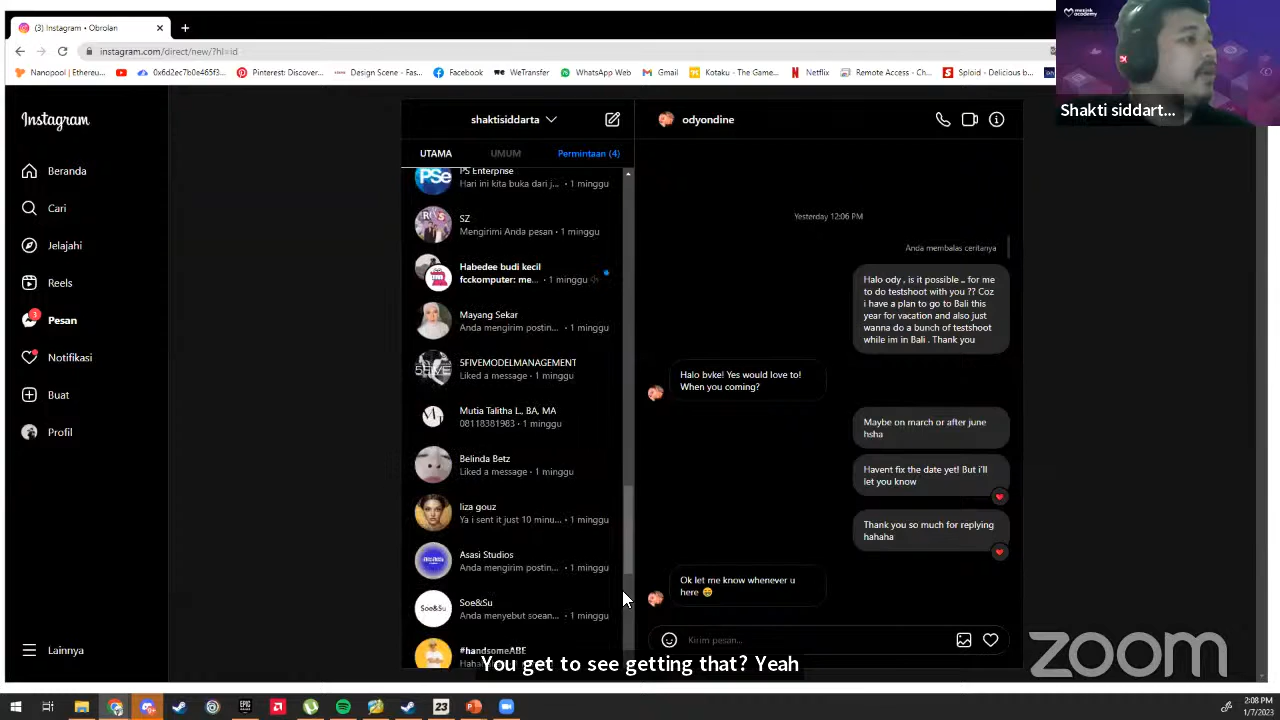 (3) Instagram • Obrolan
instagram.com/direct/new/?hl=id
Nanopool | Ethereu...
0x6d2ec7b0e465f3...
Pinterest: Discover...
Design Scene - Fas...
Facebook
WeTransfer
WhatsApp Web
Gmail
Kotaku - The Game...
Netflix
Remote Access - Ch...
Sploid - Delicious b...
mesink
academy
Shakti siddart...
Instagram
Beranda
Cari
Jelajahi
Reels
3
Pesan
Notifikasi
Buat
Profil
Lainnya
shaktisiddarta
UTAMA
UMUM
Permintaan (4)
PSe
PS Enterprise
Hari ini kita buka dari j... • 1 minggu
SZ
Mengirimi Anda pesan • 1 minggu
Habedee budi kecil
fcckomputer: me... • 1 minggu
Mayang Sekar
Anda mengirim postin... • 1 minggu
5FIVEMODELMANAGEMENT
Liked a message • 1 minggu
Mutia Talitha L., BA, MA
08118381983 • 1 minggu
Belinda Betz
Liked a message • 1 minggu
liza gouz
Ya i sent it just 10 minu... • 1 minggu
Asasi Studios
Anda mengirim postin... • 1 minggu
Soe&Su
Soe&Su
Anda menyebut soean... • 1 minggu
#handsomeABE
odyondine
Yesterday 12:06 PM
Anda membalas ceritanya
Halo ody , is it possible .. for me
to do testshoot with you ?? Coz
i have a plan to go to Bali this
year for vacation and also just
wanna do a bunch of testshoot
while im in Bali . Thank you
Halo bvke! Yes would love to!
When you coming?
Maybe on march or after june
hsha
Havent fix the date yet! But i'll
let you know
Thank you so much for replying
hahaha
Ok let me know whenever u
here
Kirim pesan...
You get to see getting that? Yeah
zoom
EPIC
23
2:08 PM
1/7/2023